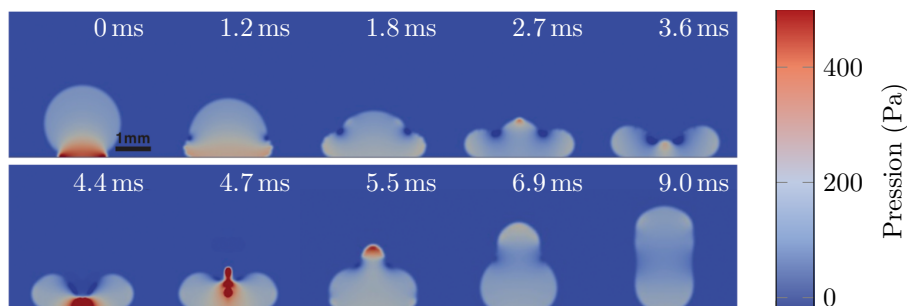 0 ms
1.2 ms
1.8 ms
2.7 ms
3.6 ms
1mm
4.4 ms
4.7 ms
5.5 ms
6.9 ms
9.0 ms
400
200
0
Pression (Pa)